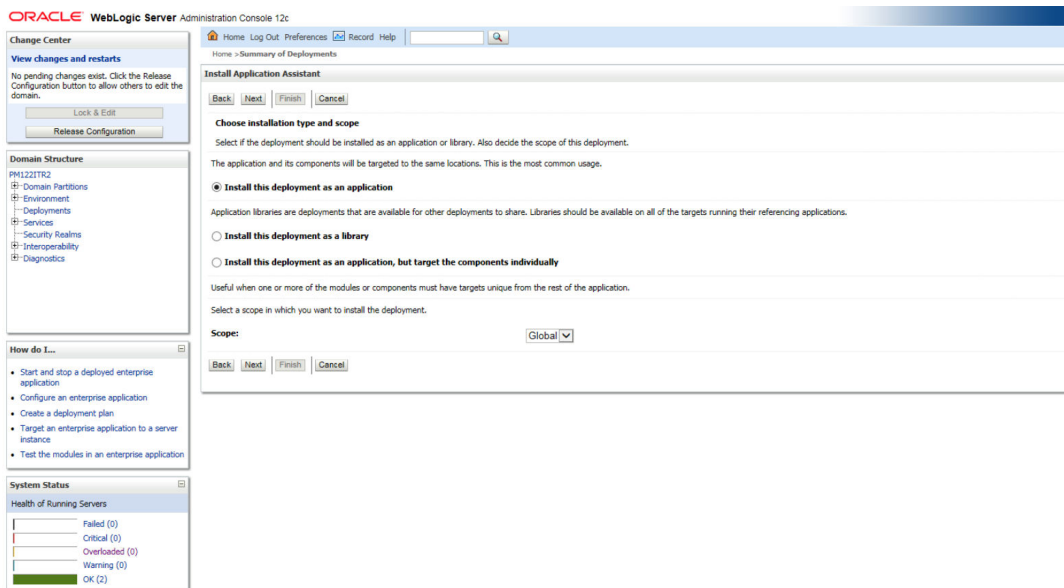 ORACLE WebLogic Server Administration Console 12c
Change Center
View changes and restarts
No pending changes exist. Click the Release
Configuration button to allow others to edit the
domain.
Lock & Edit
Release Configuration
Domain Structure
PM122ITR2
Domain Partitions
Environment
Deployments
Services
Security Realms
Interoperability
Diagnostics
How do I...
Start and stop a deployed enterprise
application
Configure an enterprise application
Create a deployment plan
Target an enterprise application to a server
instance
Test the modules in an enterprise application
System Status
Health of Running Servers
Failed (0)
Critical (0)
Overloaded (0)
Warning (0)
OK (2)
Home Log Out Preferences Record Help
Home >Summary of Deployments
Install Application Assistant
Back Next Finish Cancel
Choose installation type and scope
Select if the deployment should be installed as an application or library. Also decide the scope of this deployment.
The application and its components will be targeted to the same locations. This is the most common usage.
Install this deployment as an application
Application libraries are deployments that are available for other deployments to share. Libraries should be available on all of the targets running their referencing applications.
Install this deployment as a library
Install this deployment as an application, but target the components individually
Useful when one or more of the modules or components must have targets unique from the rest of the application.
Select a scope in which you want to install the deployment.
Scope: Global
Back Next Finish Cancel